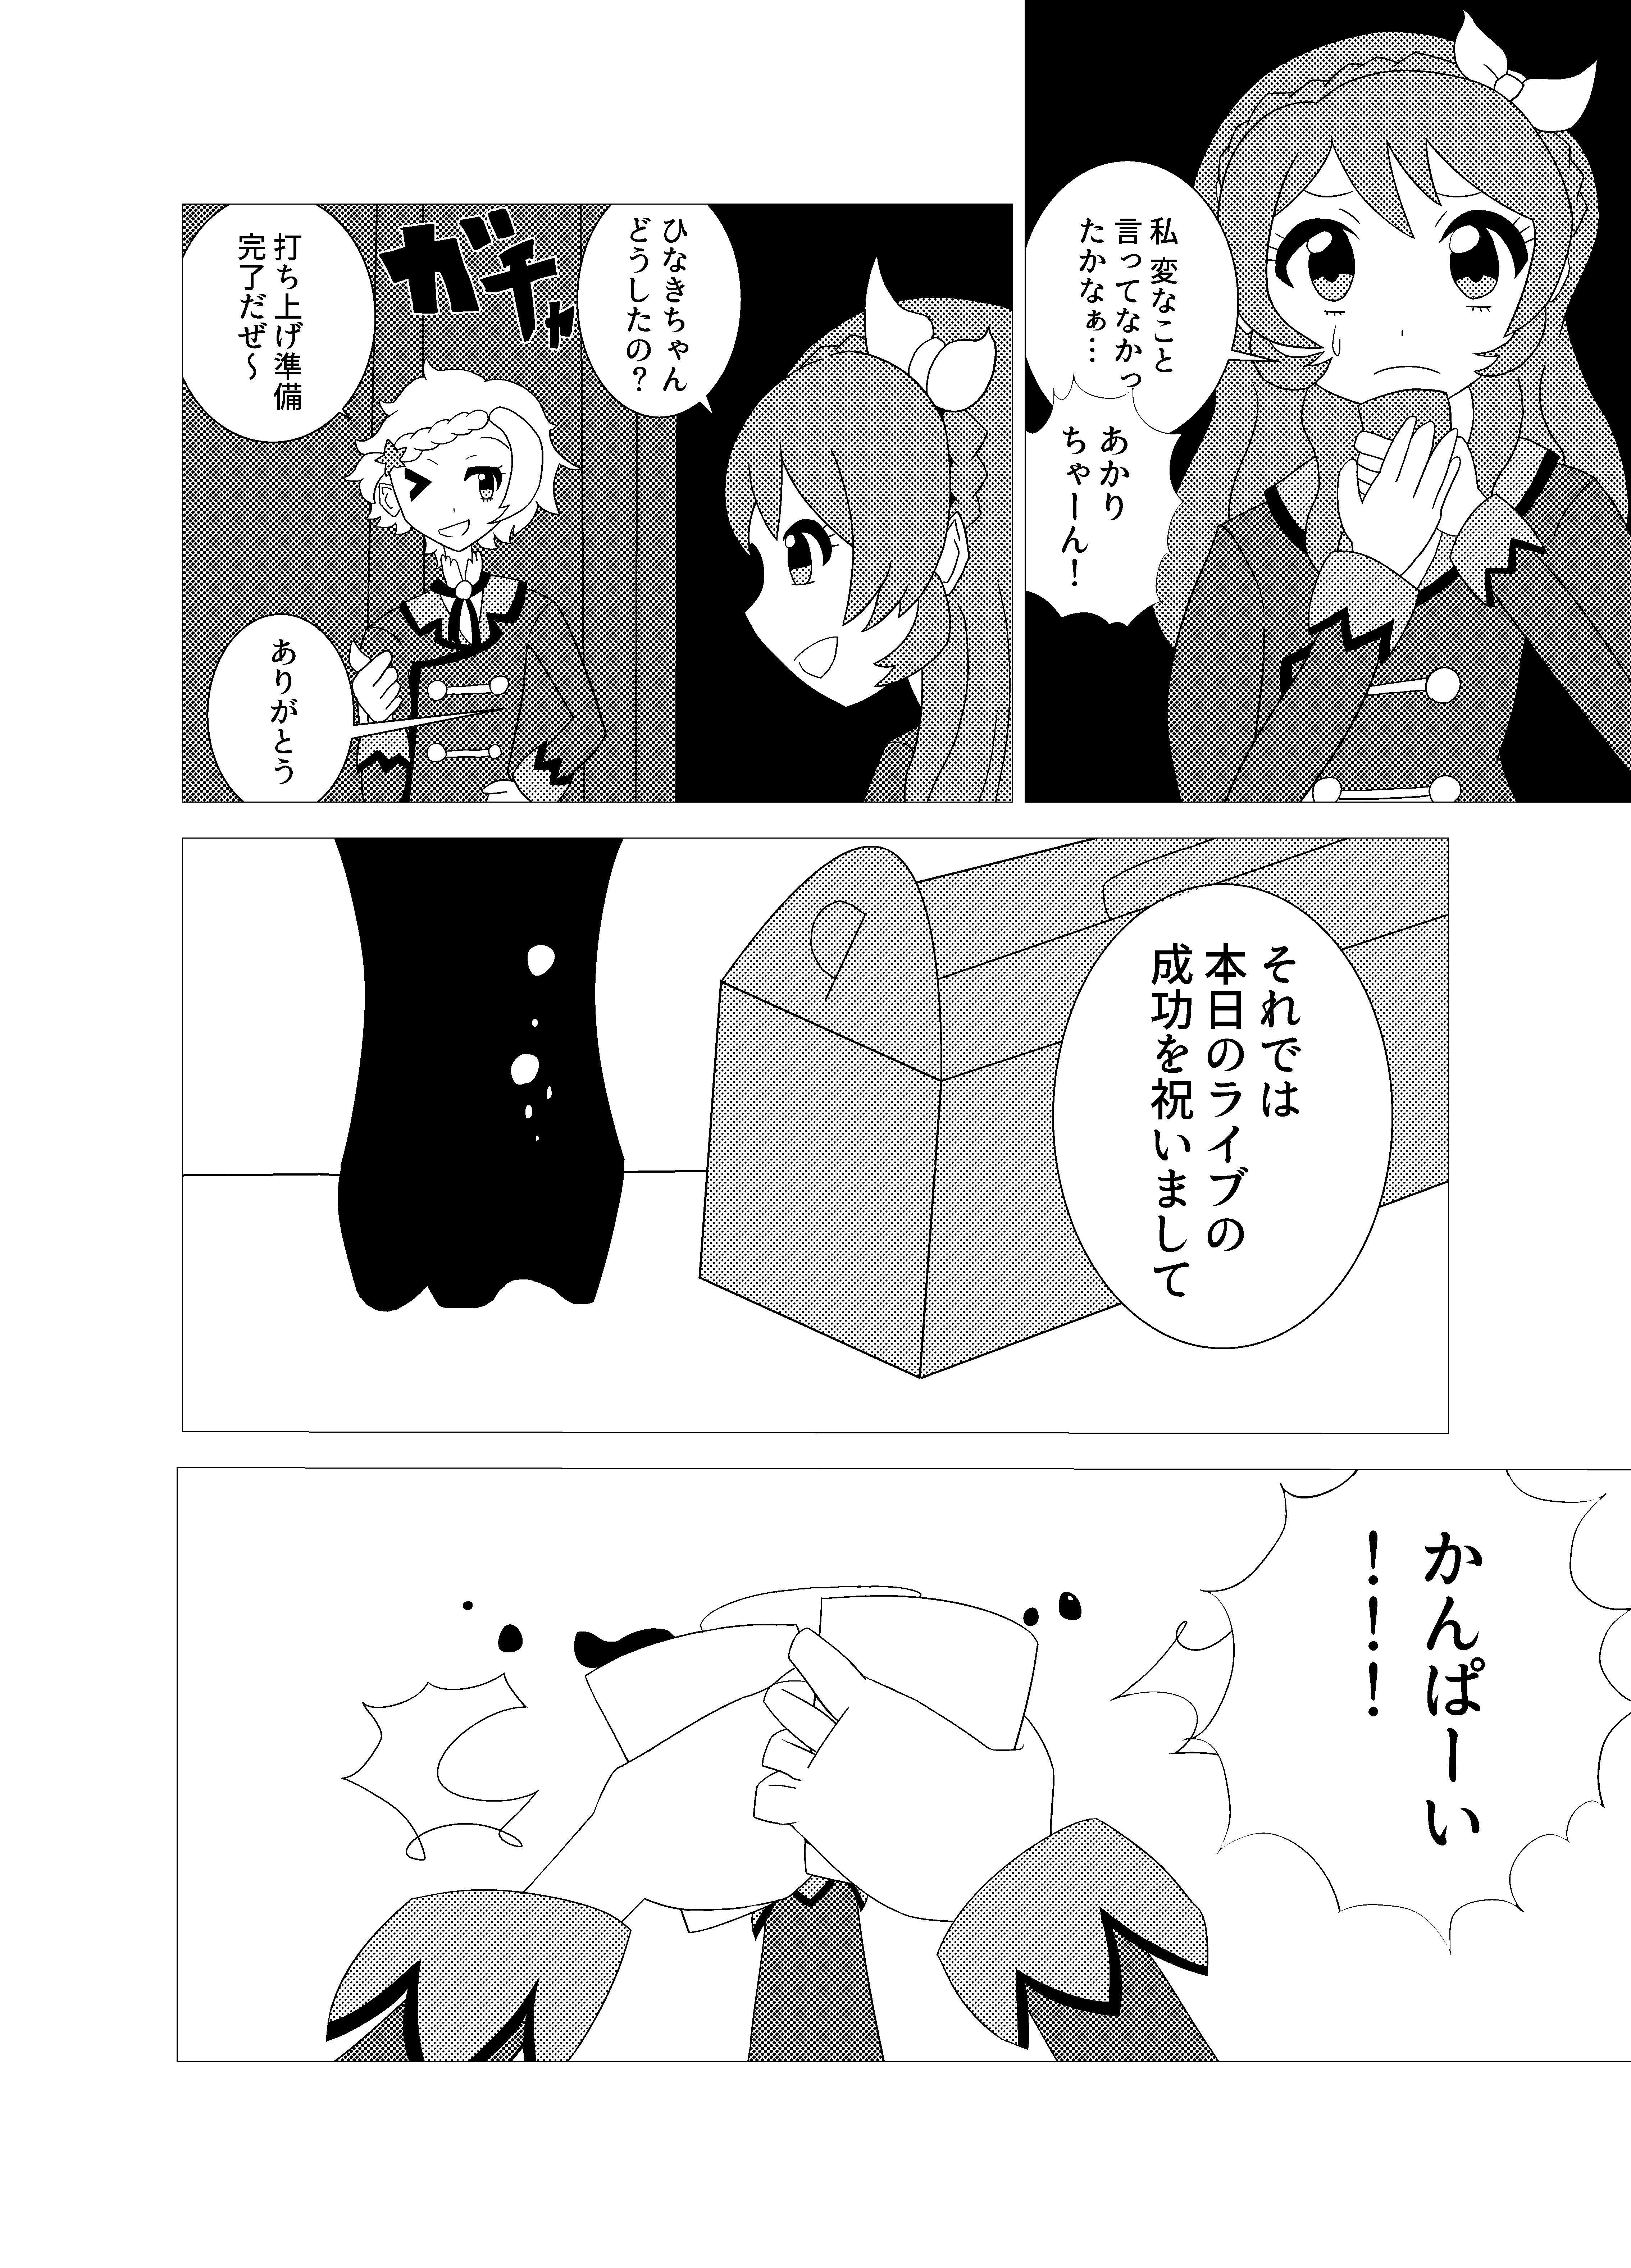 私 変なこと
言ってなかっ
たかなぁ…
あかり
ちゃーん！
ひなきちゃん
どうしたの？
ガチャ
打ち上げ準備
完了だぜ～
ありがとう
それでは
本日のライブの
成功を祝いまして
かんぱーい
！！！